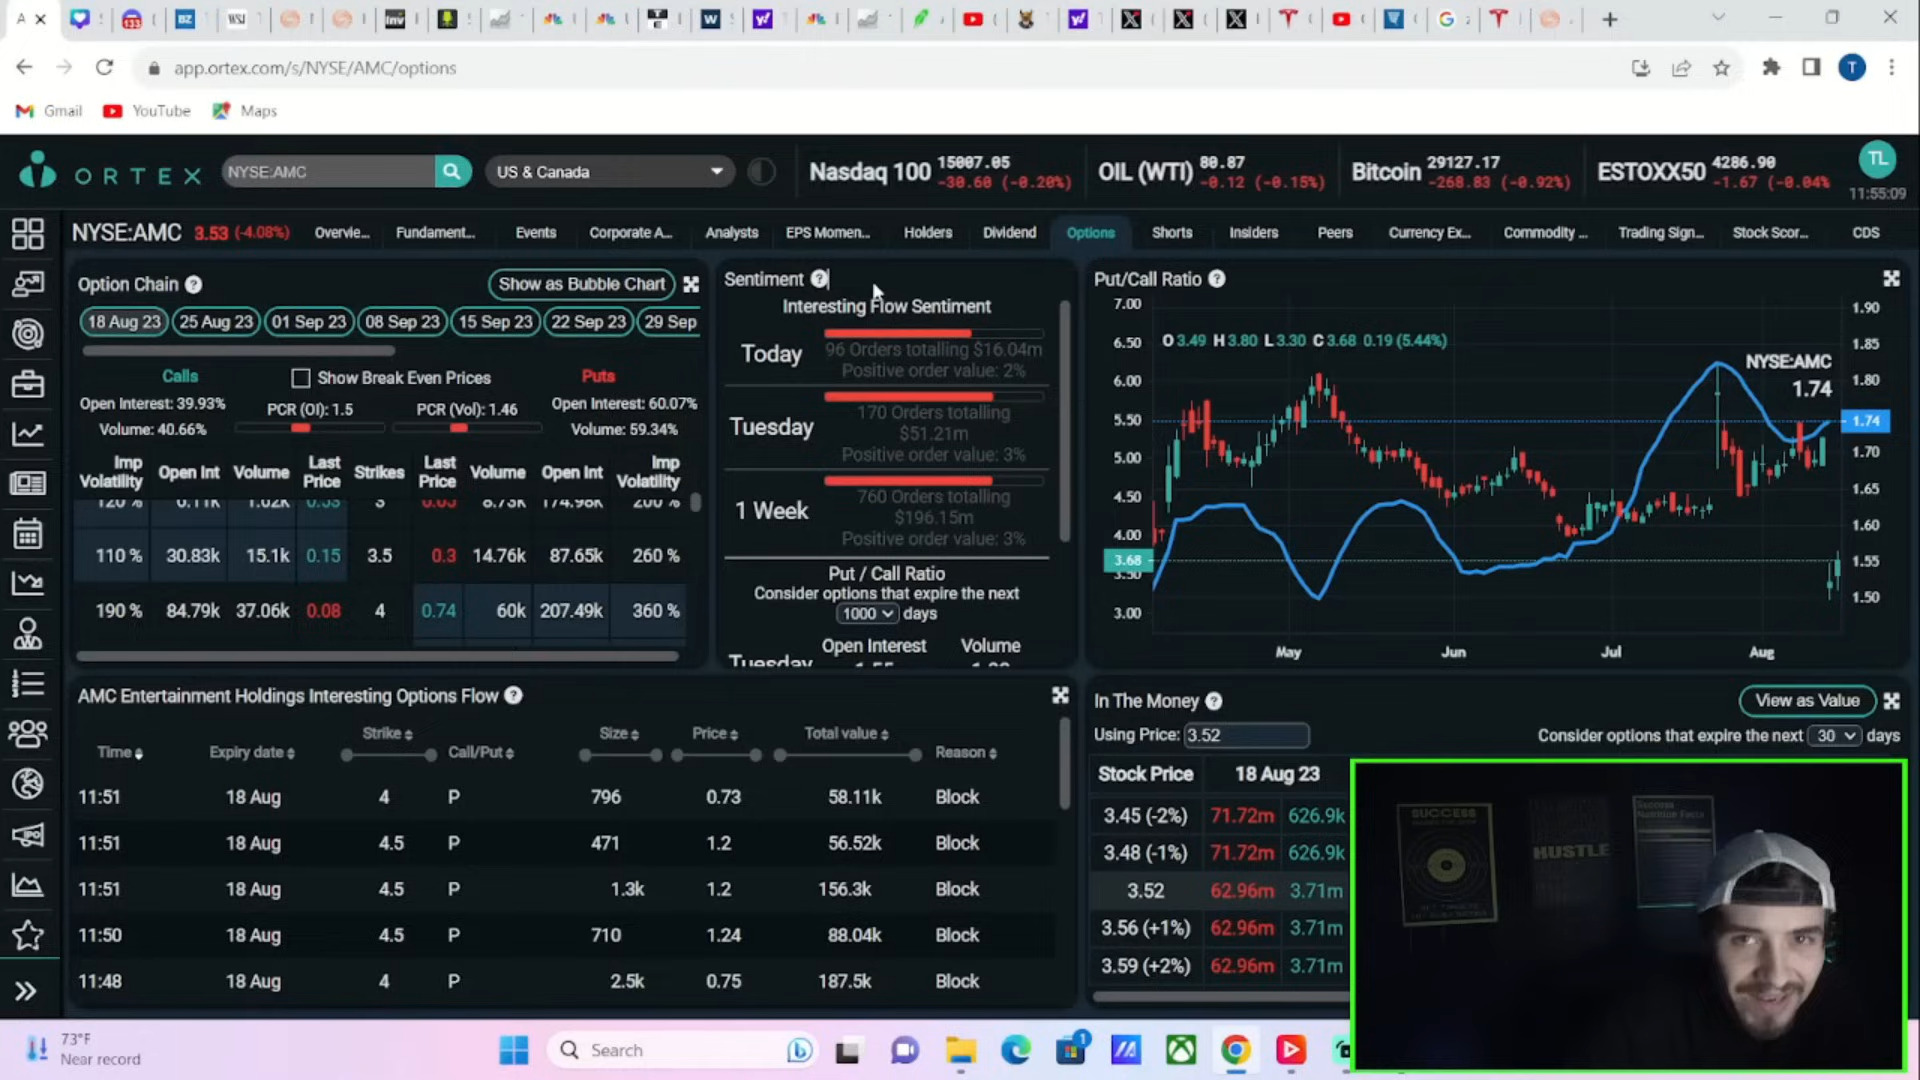 A
133
BZ
WSJ
Inv
W
app.ortex.com/s/NYSE/AMC/options
T
Gmail YouTube Maps
ORTEX
NYSE:AMC
US & Canada
Nasdaq 100 15007.05 -30.60 (-0.20%)
OIL (WTI) 80.87 -0.12 (-0.15%)
Bitcoin 29127.17 -268.83 (-0.92%)
ESTOXX50 4286.90 -1.67 (-0.04%
TL
11:55:09
NYSE:AMC 3.53 (-4.08%) Overvie... Fundament... Events Corporate A... Analysts EPS Momen... Holders Dividend Options Shorts Insiders Peers Currency Ex... Commodity ... Trading Sign... Stock Scor... CDS
Option Chain ? Show as Bubble Chart
18 Aug 23 25 Aug 23 01 Sep 23 08 Sep 23 15 Sep 23 22 Sep 23 29 Sep
Calls Show Break Even Prices Puts
Open Interest: 39.93% PCR (OI): 1.5 PCR (Vol): 1.46 Open Interest: 60.07%
Volume: 40.66% Volume: 59.34%
Imp Volatility Open Int Volume Last Price Strikes Last Price Volume Open Int Imp Volatility
110 % 30.83k 15.1k 0.15 3.5 0.3 14.76k 87.65k 260 %
190 % 84.79k 37.06k 0.08 4 0.74 60k 207.49k 360 %
Sentiment ?
Interesting Flow Sentiment
Today
96 Orders totalling $16.04m
Positive order value: 2%
Tuesday
170 Orders totalling
$51.21m
Positive order value: 3%
1 Week
760 Orders totalling
$196.15m
Positive order value: 3%
Put / Call Ratio
Consider options that expire the next
1000 days
Open Interest Volume
Tuesday
Put/Call Ratio ?
O 3.49 H 3.80 L 3.30 C 3.68 0.19 (5.44%)
NYSE:AMC
1.74
7.00
6.50
6.00
5.50
5.00
4.50
4.00
3.68
3.50
3.00
1.90
1.85
1.80
1.74
1.70
1.65
1.60
1.55
1.50
May Jun Jul Aug
AMC Entertainment Holdings Interesting Options Flow ?
Time Expiry date Strike Call/Put Size Price Total value Reason
11:51 18 Aug 4 P 796 0.73 58.11k Block
11:51 18 Aug 4.5 P 471 1.2 56.52k Block
11:51 18 Aug 4.5 P 1.3k 1.2 156.3k Block
11:50 18 Aug 4.5 P 710 1.24 88.04k Block
11:48 18 Aug 4 P 2.5k 0.75 187.5k Block
In The Money ? View as Value
Using Price: 3.52 Consider options that expire the next 30 days
Stock Price 18 Aug 23
3.45 (-2%) 71.72m 626.9k
3.48 (-1%) 71.72m 626.9k
3.52 62.96m 3.71m
3.56 (+1%) 62.96m 3.71m
3.59 (+2%) 62.96m 3.71m
SUCCESS
HUSTLE
Success
Nutrition Facts
73°F
Near record
Search
1